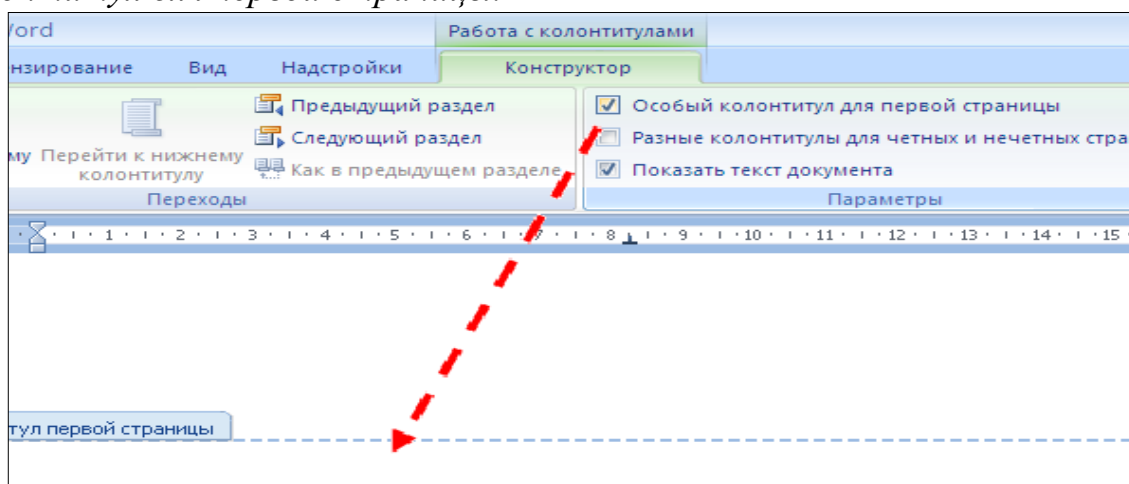 Word Работа с колонтитулами
Вид Надстройки Конструктор
Предыдущий раздел Особый колонтитул для первой страницы
Следующий раздел Разные колонтитулы для четных и нечетных стра
му Перейти к нижнему
колонтитулу Как в предыдущем разделе Показать текст документа
Переходы Параметры
1 2 3 4 5 6 7 8 9 10 11 12 13 14 15
тул первой страницы